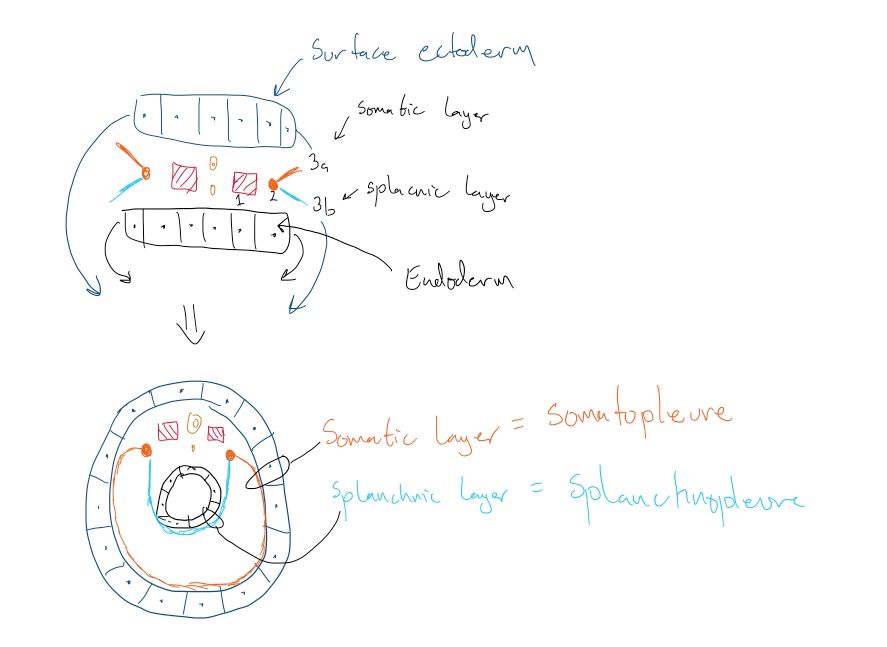 Surface ectoderm
somatic layer
3a
splacnic layer
1 2
3b
Endoderm
Somatic layer = somatopleure
splanchnic layer = splanchnopleure